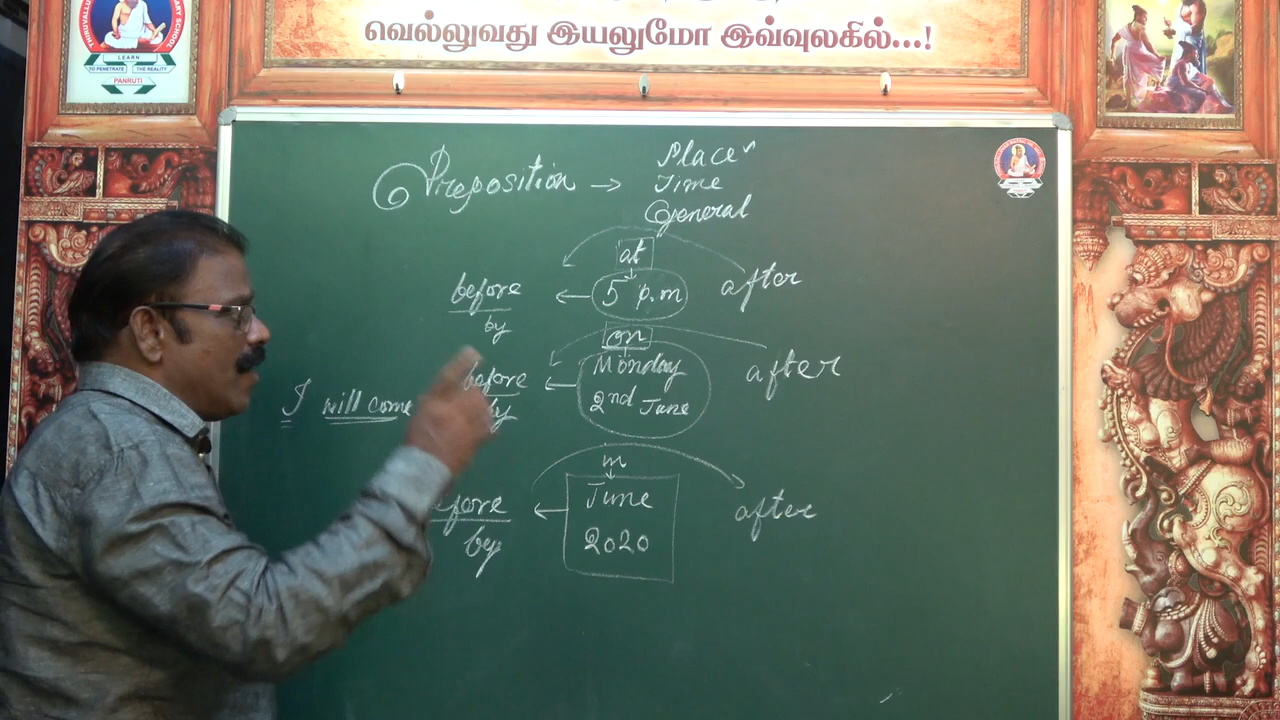 வெல்லுவது இயலுமோ இவ்வுலகில்...!
LEARN
TO PENETRATE THE REALITY
PANRUTI
Preposition → Place
Time
General
at
before ← 5 p.m after
by
on
before ← Monday after
by 2nd June
I will come
in
before ← June after
by 2020